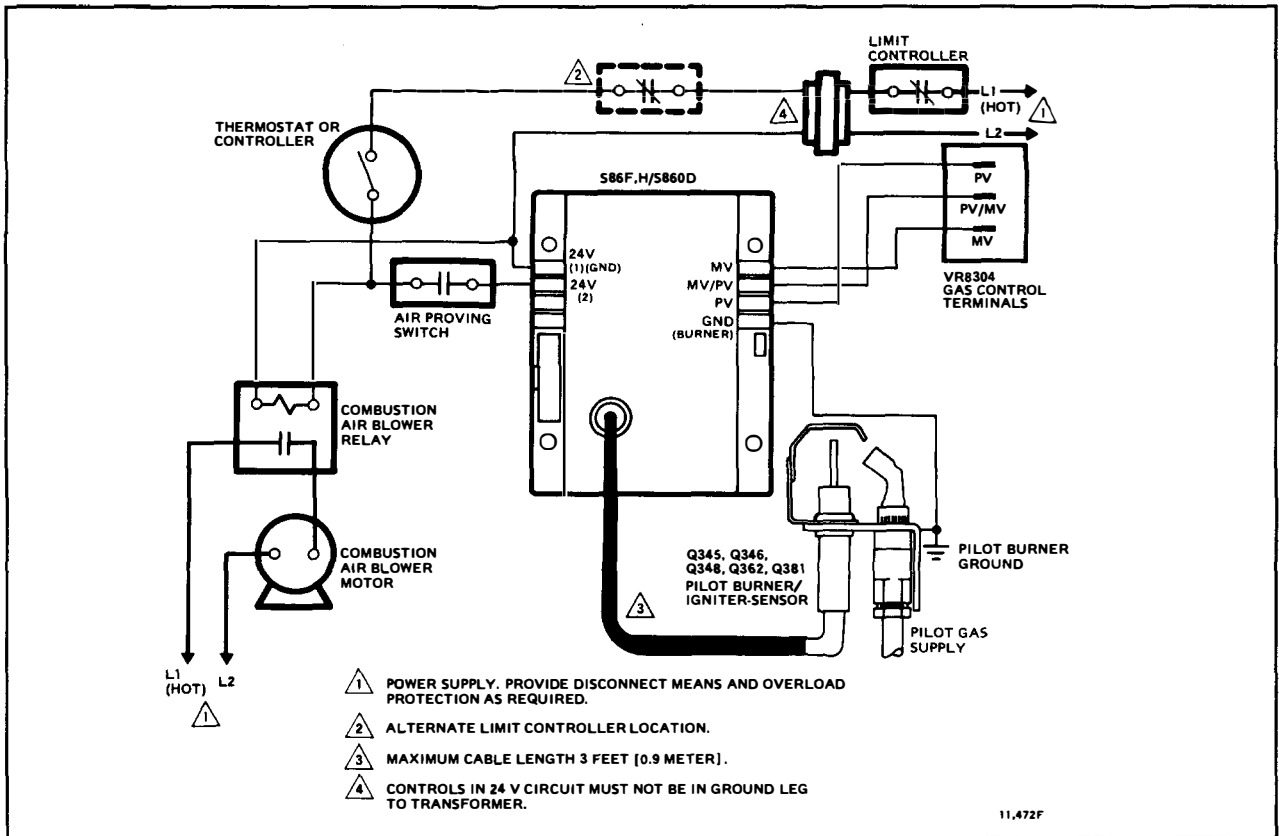 LIMIT
CONTROLLER
2
4
L1
(HOT)
1
L2
THERMOSTAT OR
CONTROLLER
S86F,H/S860D
PV
PV/MV
MV
VR8304
GAS CONTROL
TERMINALS
24V
(1)(GND)
24V
(2)
MV
MV/PV
PV
GND
(BURNER)
AIR PROVING
SWITCH
COMBUSTION
AIR BLOWER
RELAY
COMBUSTION
AIR BLOWER
MOTOR
Q345, Q346,
Q348, Q362, Q381
PILOT BURNER/
IGNITER-SENSOR
3
PILOT BURNER
GROUND
PILOT GAS
SUPPLY
L1
(HOT)
L2
1
1 POWER SUPPLY. PROVIDE DISCONNECT MEANS AND OVERLOAD
PROTECTION AS REQUIRED.
2 ALTERNATE LIMIT CONTROLLER LOCATION.
3 MAXIMUM CABLE LENGTH 3 FEET [0.9 METER].
4 CONTROLS IN 24 V CIRCUIT MUST NOT BE IN GROUND LEG
TO TRANSFORMER.
11,472F